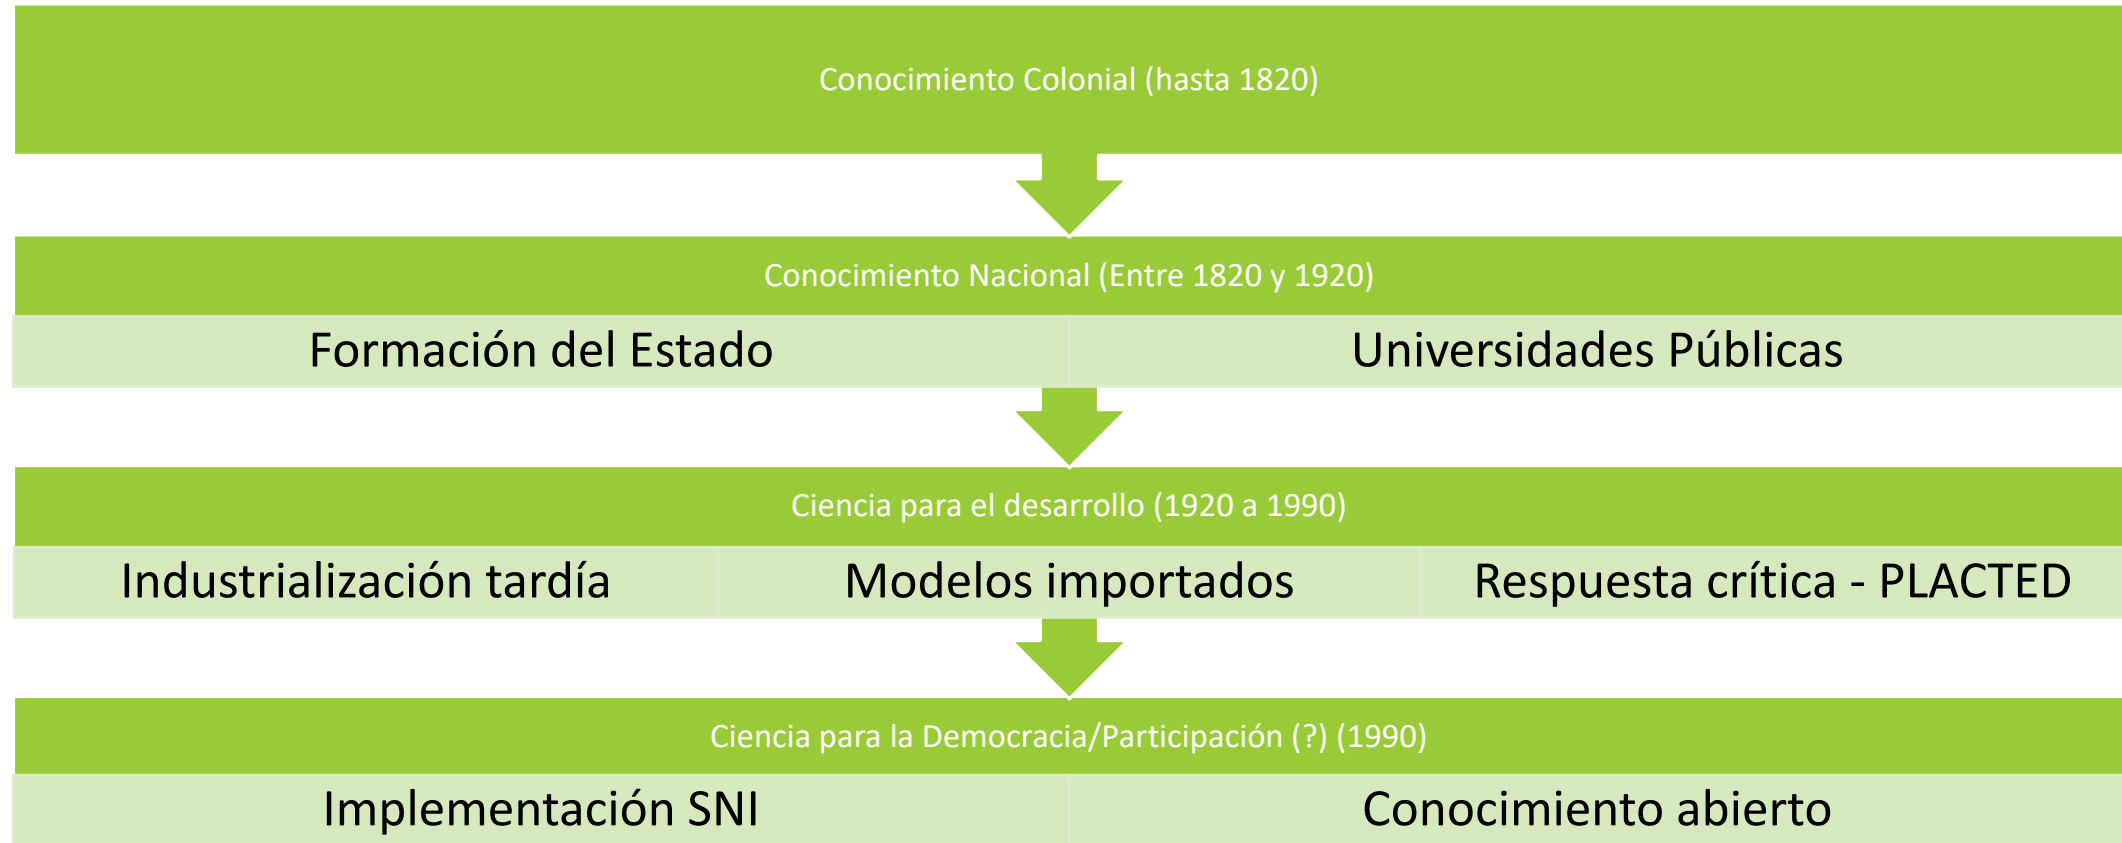 Conocimiento Colonial (hasta 1820)
Conocimiento Nacional (Entre 1820 y 1920)
Formación del Estado
Universidades Públicas
Ciencia para el desarrollo (1920 a 1990)
Industrialización tardía
Modelos importados
Respuesta crítica - PLACTED
Ciencia para la Democracia/Participación (?) (1990)
Implementación SNI
Conocimiento abierto